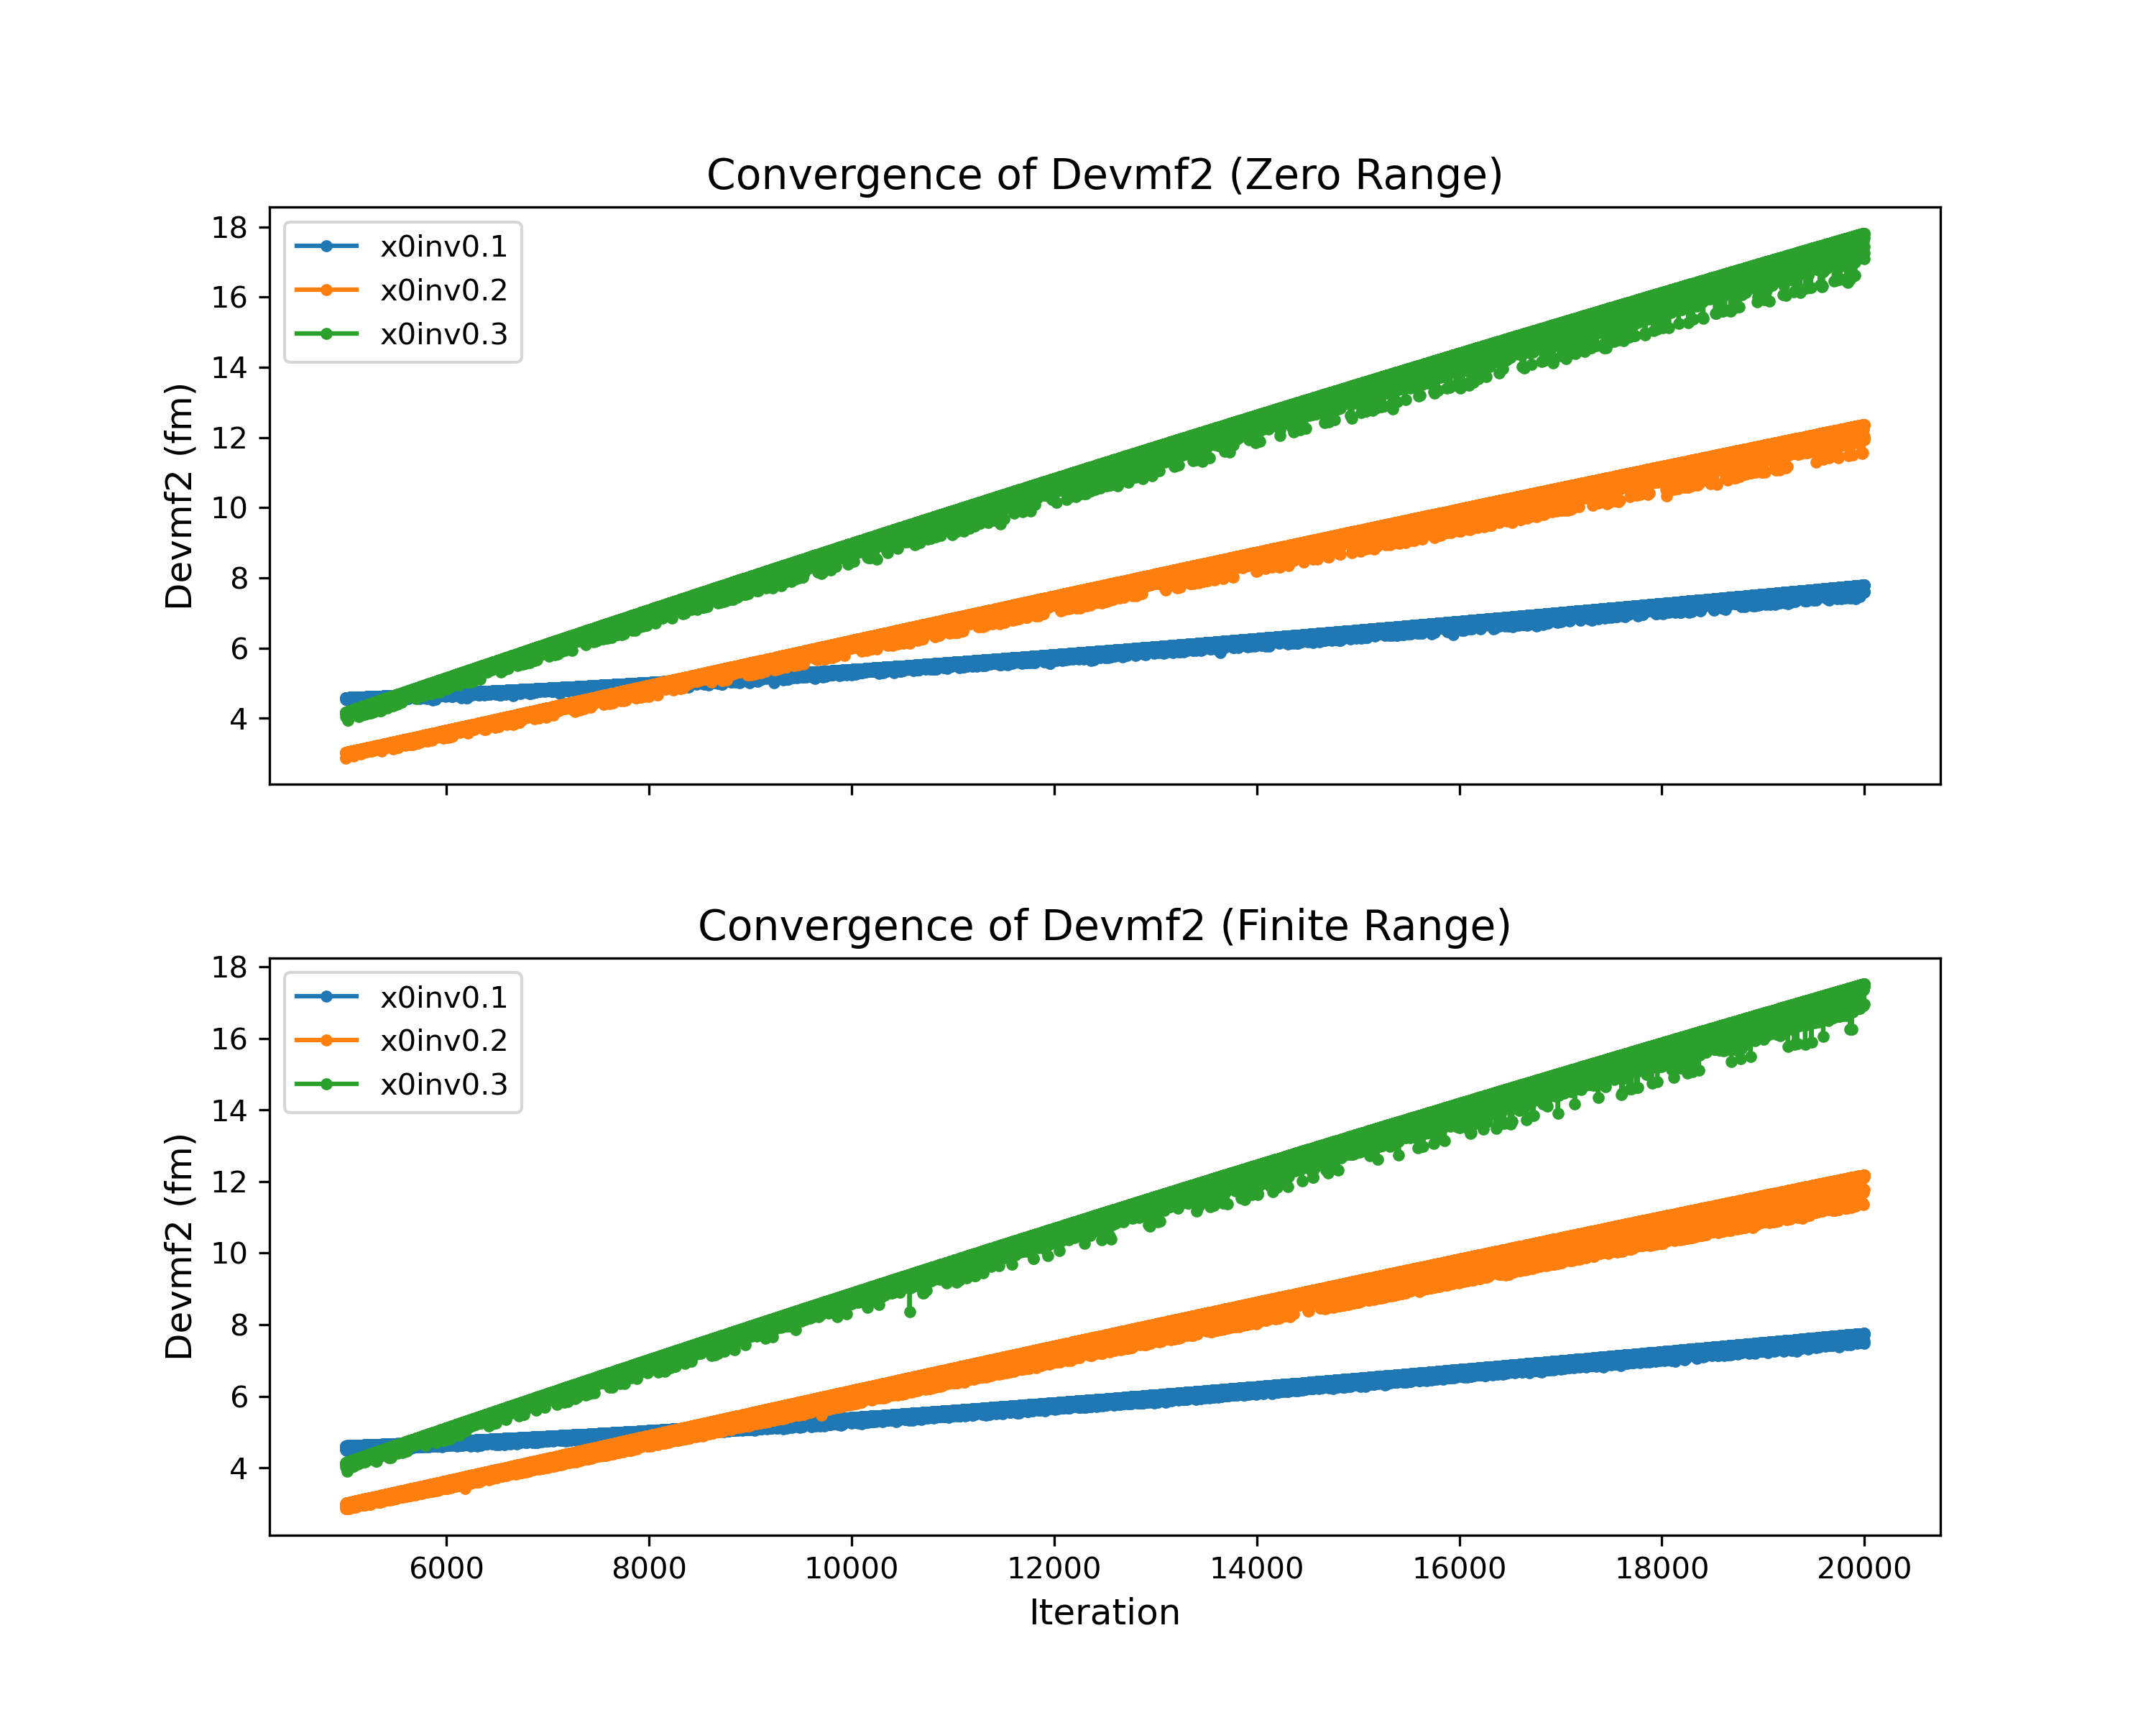 Convergence of Devmf2 (Zero Range)
18
16
14
12
10
8
6
4
Devmf2 (fm)
x0inv0.1
x0inv0.2
x0inv0.3
Convergence of Devmf2 (Finite Range)
18
16
14
12
10
8
6
4
Devmf2 (fm)
x0inv0.1
x0inv0.2
x0inv0.3
6000 8000 10000 12000 14000 16000 18000 20000
Iteration